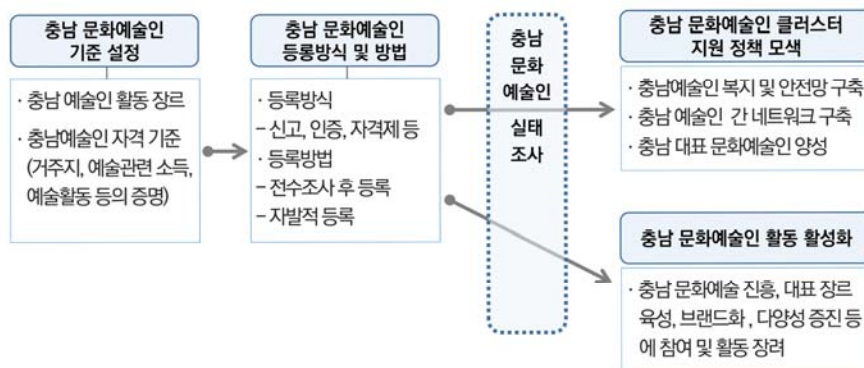 충남 문화예술인
기준 설정
· 충남 예술인 활동 장르
· 충남예술인 자격 기준
(거주지, 예술관련 소득,
예술활동 등의 증명)
충남 문화예술인
등롱방식 및 방법
· 등록방식
– 신고, 인증, 자격제 등
· 등록방법
– 전수조사 후 등록
– 자발적 등록
충남
문화
예술인
실태
조사
충남 문화예술인 클러스터
지원 정책 모색
· 충남예술인 복지 및 안전망 구축
· 충남 예술인 간 네트워크 구축
· 충남 대표 문화예술인 양성
충남 문화예술인 활동 활성화
· 충남 문화예술 진흥, 대표 장르
육성, 브랜드화 , 다양성 증진 등
에 참여 및 활동 장려